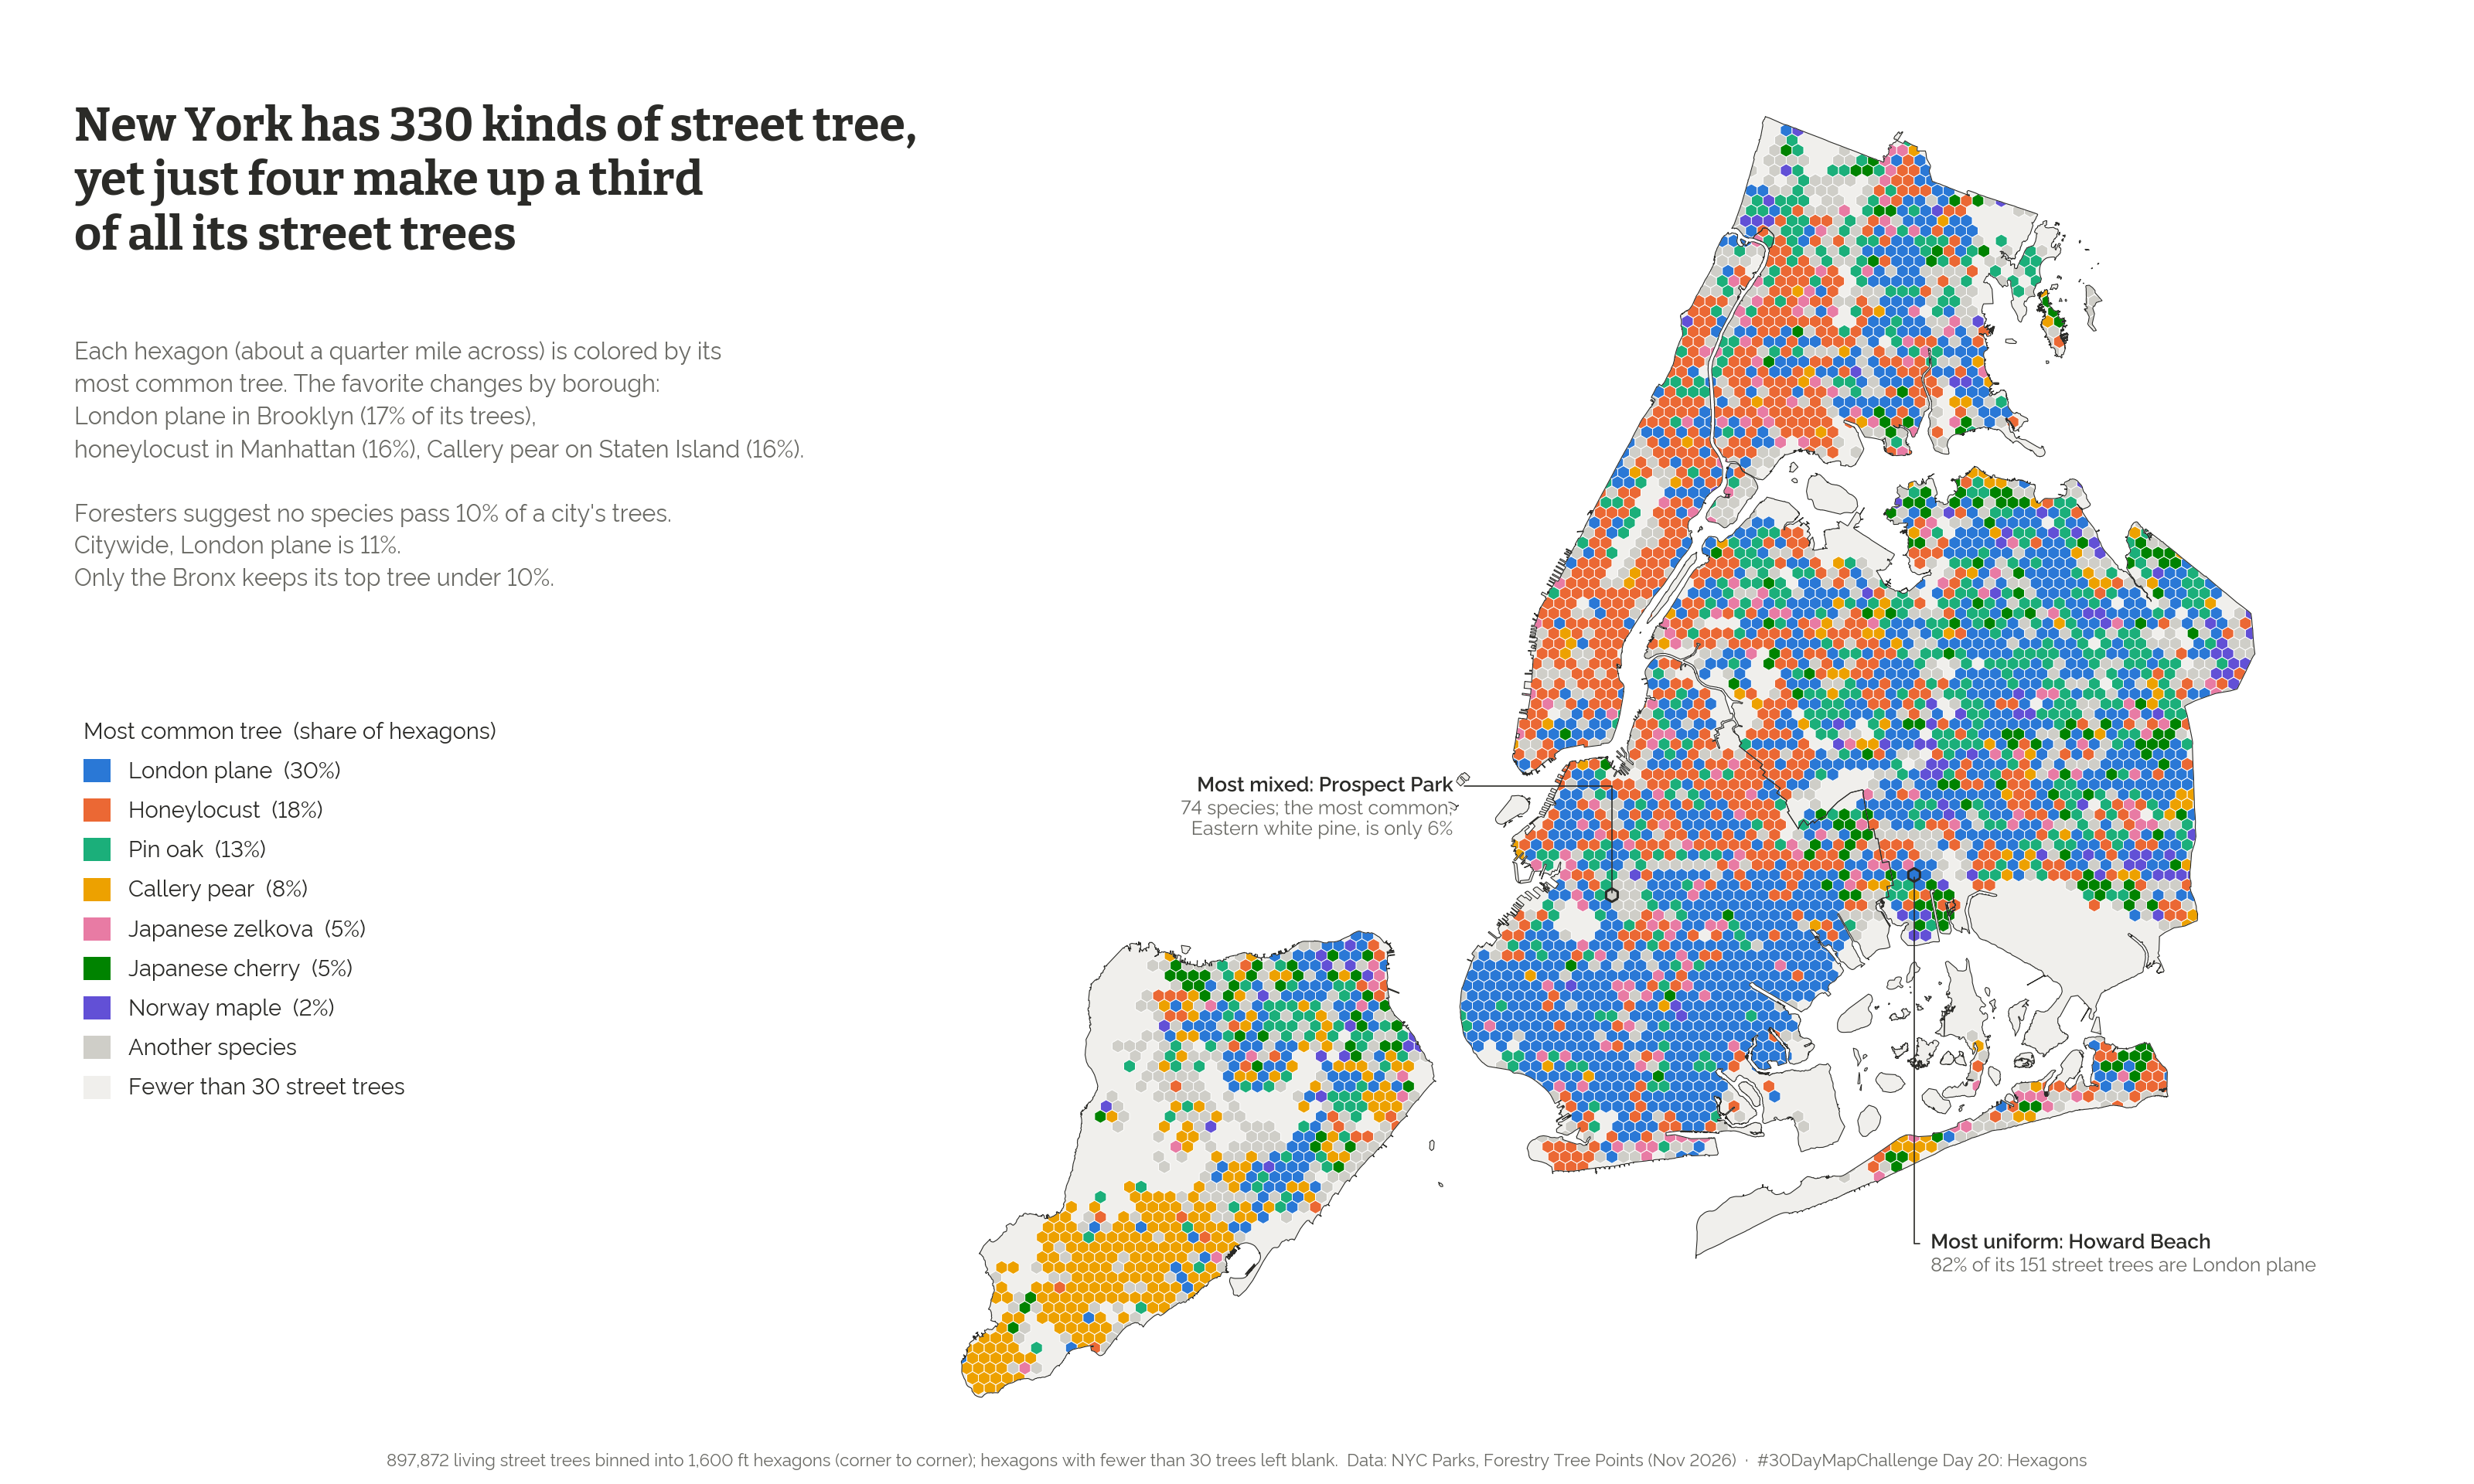 New York has 330 kinds of street tree,
yet just four make up a third
of all its street trees
Each hexagon (about a quarter mile across) is colored by its
most common tree. The favorite changes by borough:
London plane in Brooklyn (17% of its trees),
honeylocust in Manhattan (16%), Callery pear on Staten Island (16%).
Foresters suggest no species pass 10% of a city's trees.
Citywide, London plane is 11%.
Only the Bronx keeps its top tree under 10%.
Most common tree (share of hexagons)
London plane (30%)
Honeylocust (18%)
Pin oak (13%)
Callery pear (8%)
Japanese zelkova (5%)
Japanese cherry (5%)
Norway maple (2%)
Another species
Fewer than 30 street trees
Most mixed: Prospect Park
74 species; the most common,
Eastern white pine, is only 6%
Most uniform: Howard Beach
82% of its 151 street trees are London plane
897,872 living street trees binned into 1,600 ft hexagons (corner to corner); hexagons with fewer than 30 trees left blank. Data: NYC Parks, Forestry Tree Points (Nov 2026) · #30DayMapChallenge Day 20: Hexagons